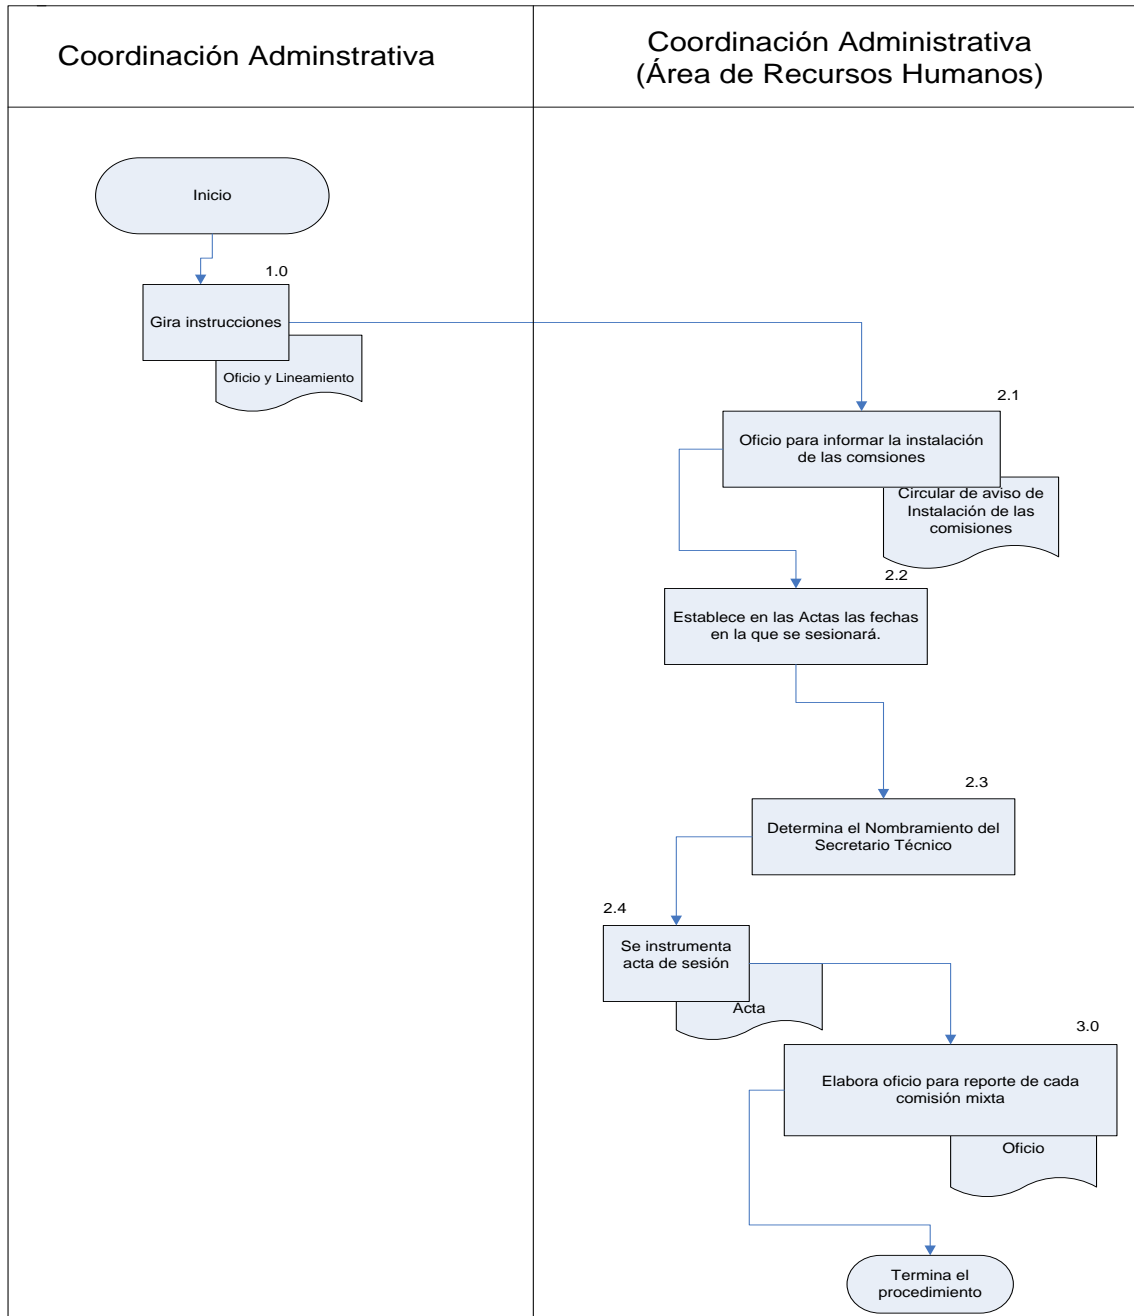 Coordinación Adminstrativa
Coordinación Administrativa
(Área de Recursos Humanos)
Inicio
1.0
Gira instrucciones
Oficio y Lineamiento
2.1
Oficio para informar la instalación
de las comsiones
Circular de aviso de
Instalación de las
comisiones
2.2
Establece en las Actas las fechas
en la que se sesionará.
2.3
Determina el Nombramiento del
Secretario Técnico
2.4
Se instrumenta
acta de sesión
Acta
3.0
Elabora oficio para reporte de cada
comisión mixta
Oficio
Termina el
procedimiento